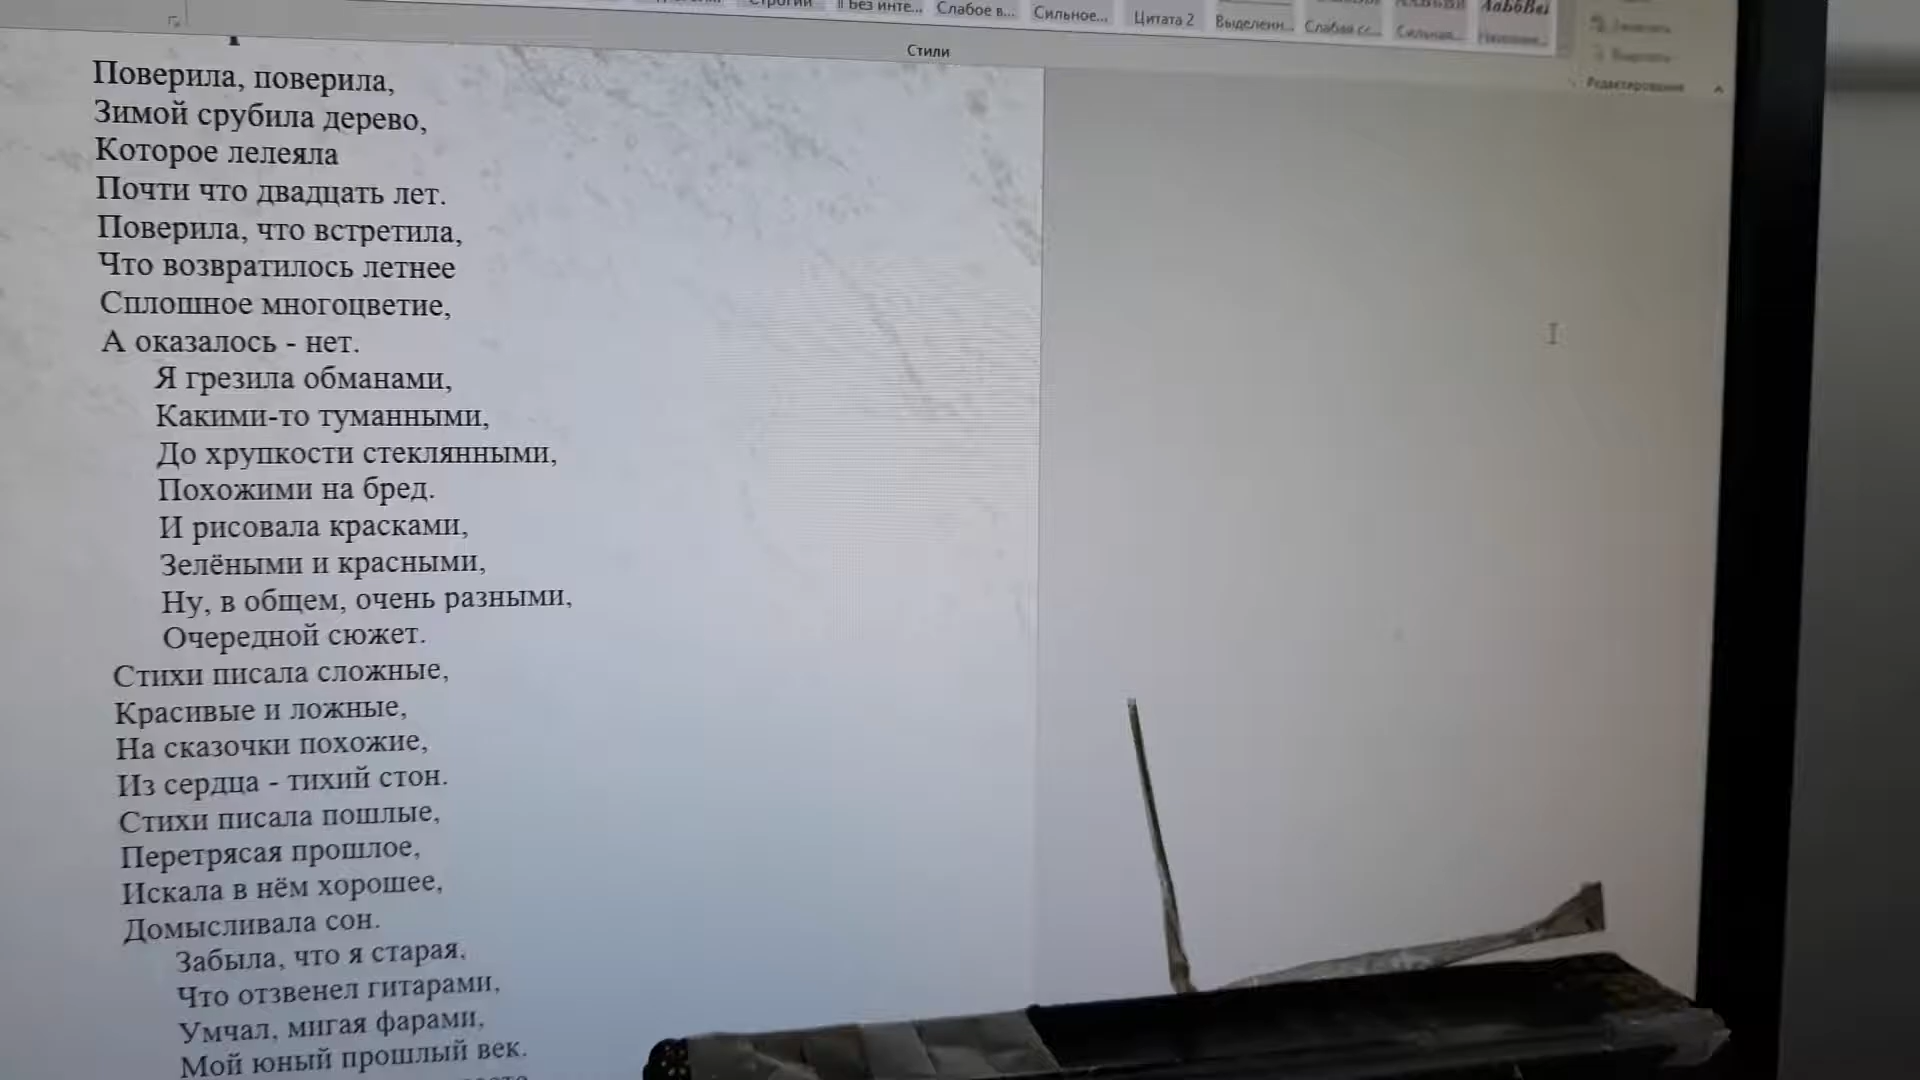 Строгий
Без инте...
Слабое в...
Сильное...
Цитата 2
Выделенн...
Слабая сс...
Сильная...
Стили
Редактирование
Поверила, поверила,
Зимой срубила дерево,
Которое лелеяла
Почти что двадцать лет.
Поверила, что встретила,
Что возвратилось летнее
Сплошное многоцветие,
А оказалось - нет.
Я грезила обманами,
Какими-то туманными,
До хрупкости стеклянными,
Похожими на бред.
И рисовала красками,
Зелёными и красными,
Ну, в общем, очень разными,
Очередной сюжет.
Стихи писала сложные,
Красивые и ложные,
На сказочки похожие,
Из сердца - тихий стон.
Стихи писала пошлые,
Перетрясая прошлое,
Искала в нём хорошее,
Домысливала сон.
Забыла, что я старая,
Что отзвенел гитарами,
Умчал, мигая фарами,
Мой юный прошлый век.